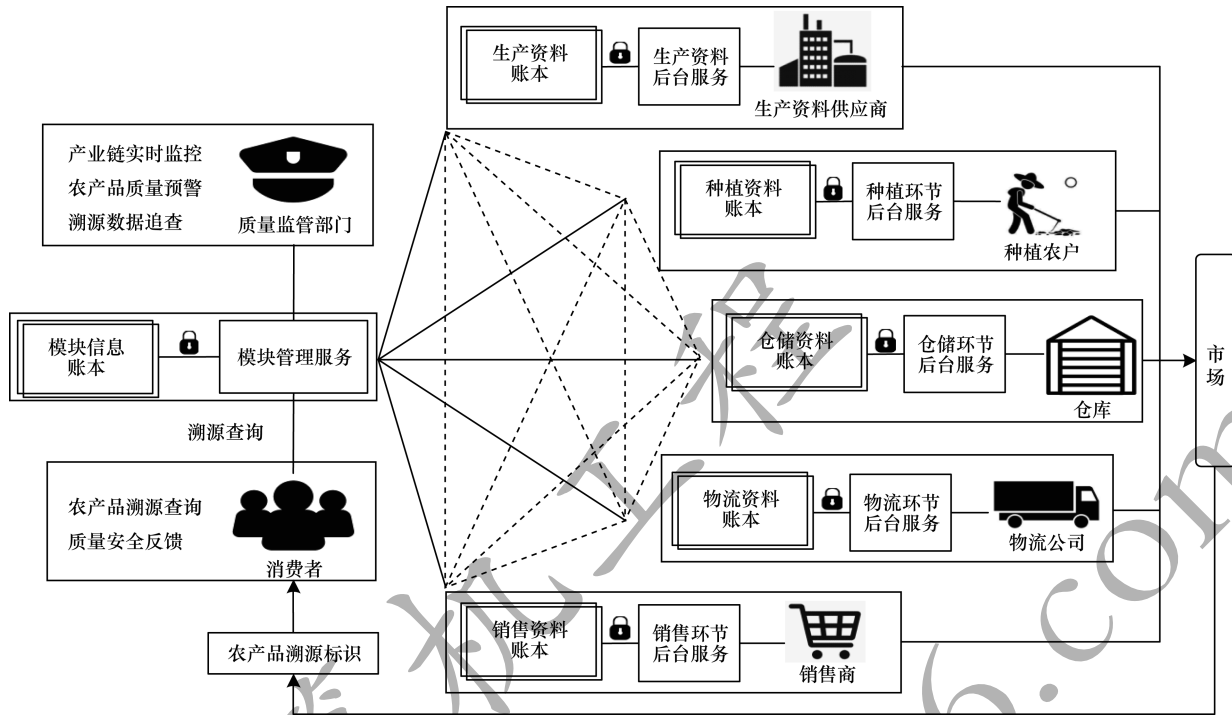 生产资料
账本
生产资料
后台服务
生产资料供应商
产业链实时监控
农产品质量预警
溯源数据追查
质量监管部门
种植资料
账本
种植环节
后台服务
种植农户
模块信息
账本
模块管理服务
仓储资料
账本
仓储环节
后台服务
仓库
市
场
溯源查询
农产品溯源查询
质量安全反馈
消费者
物流资料
账本
物流环节
后台服务
物流公司
农产品溯源标识
销售资料
账本
销售环节
后台服务
销售商
机工程
6.com